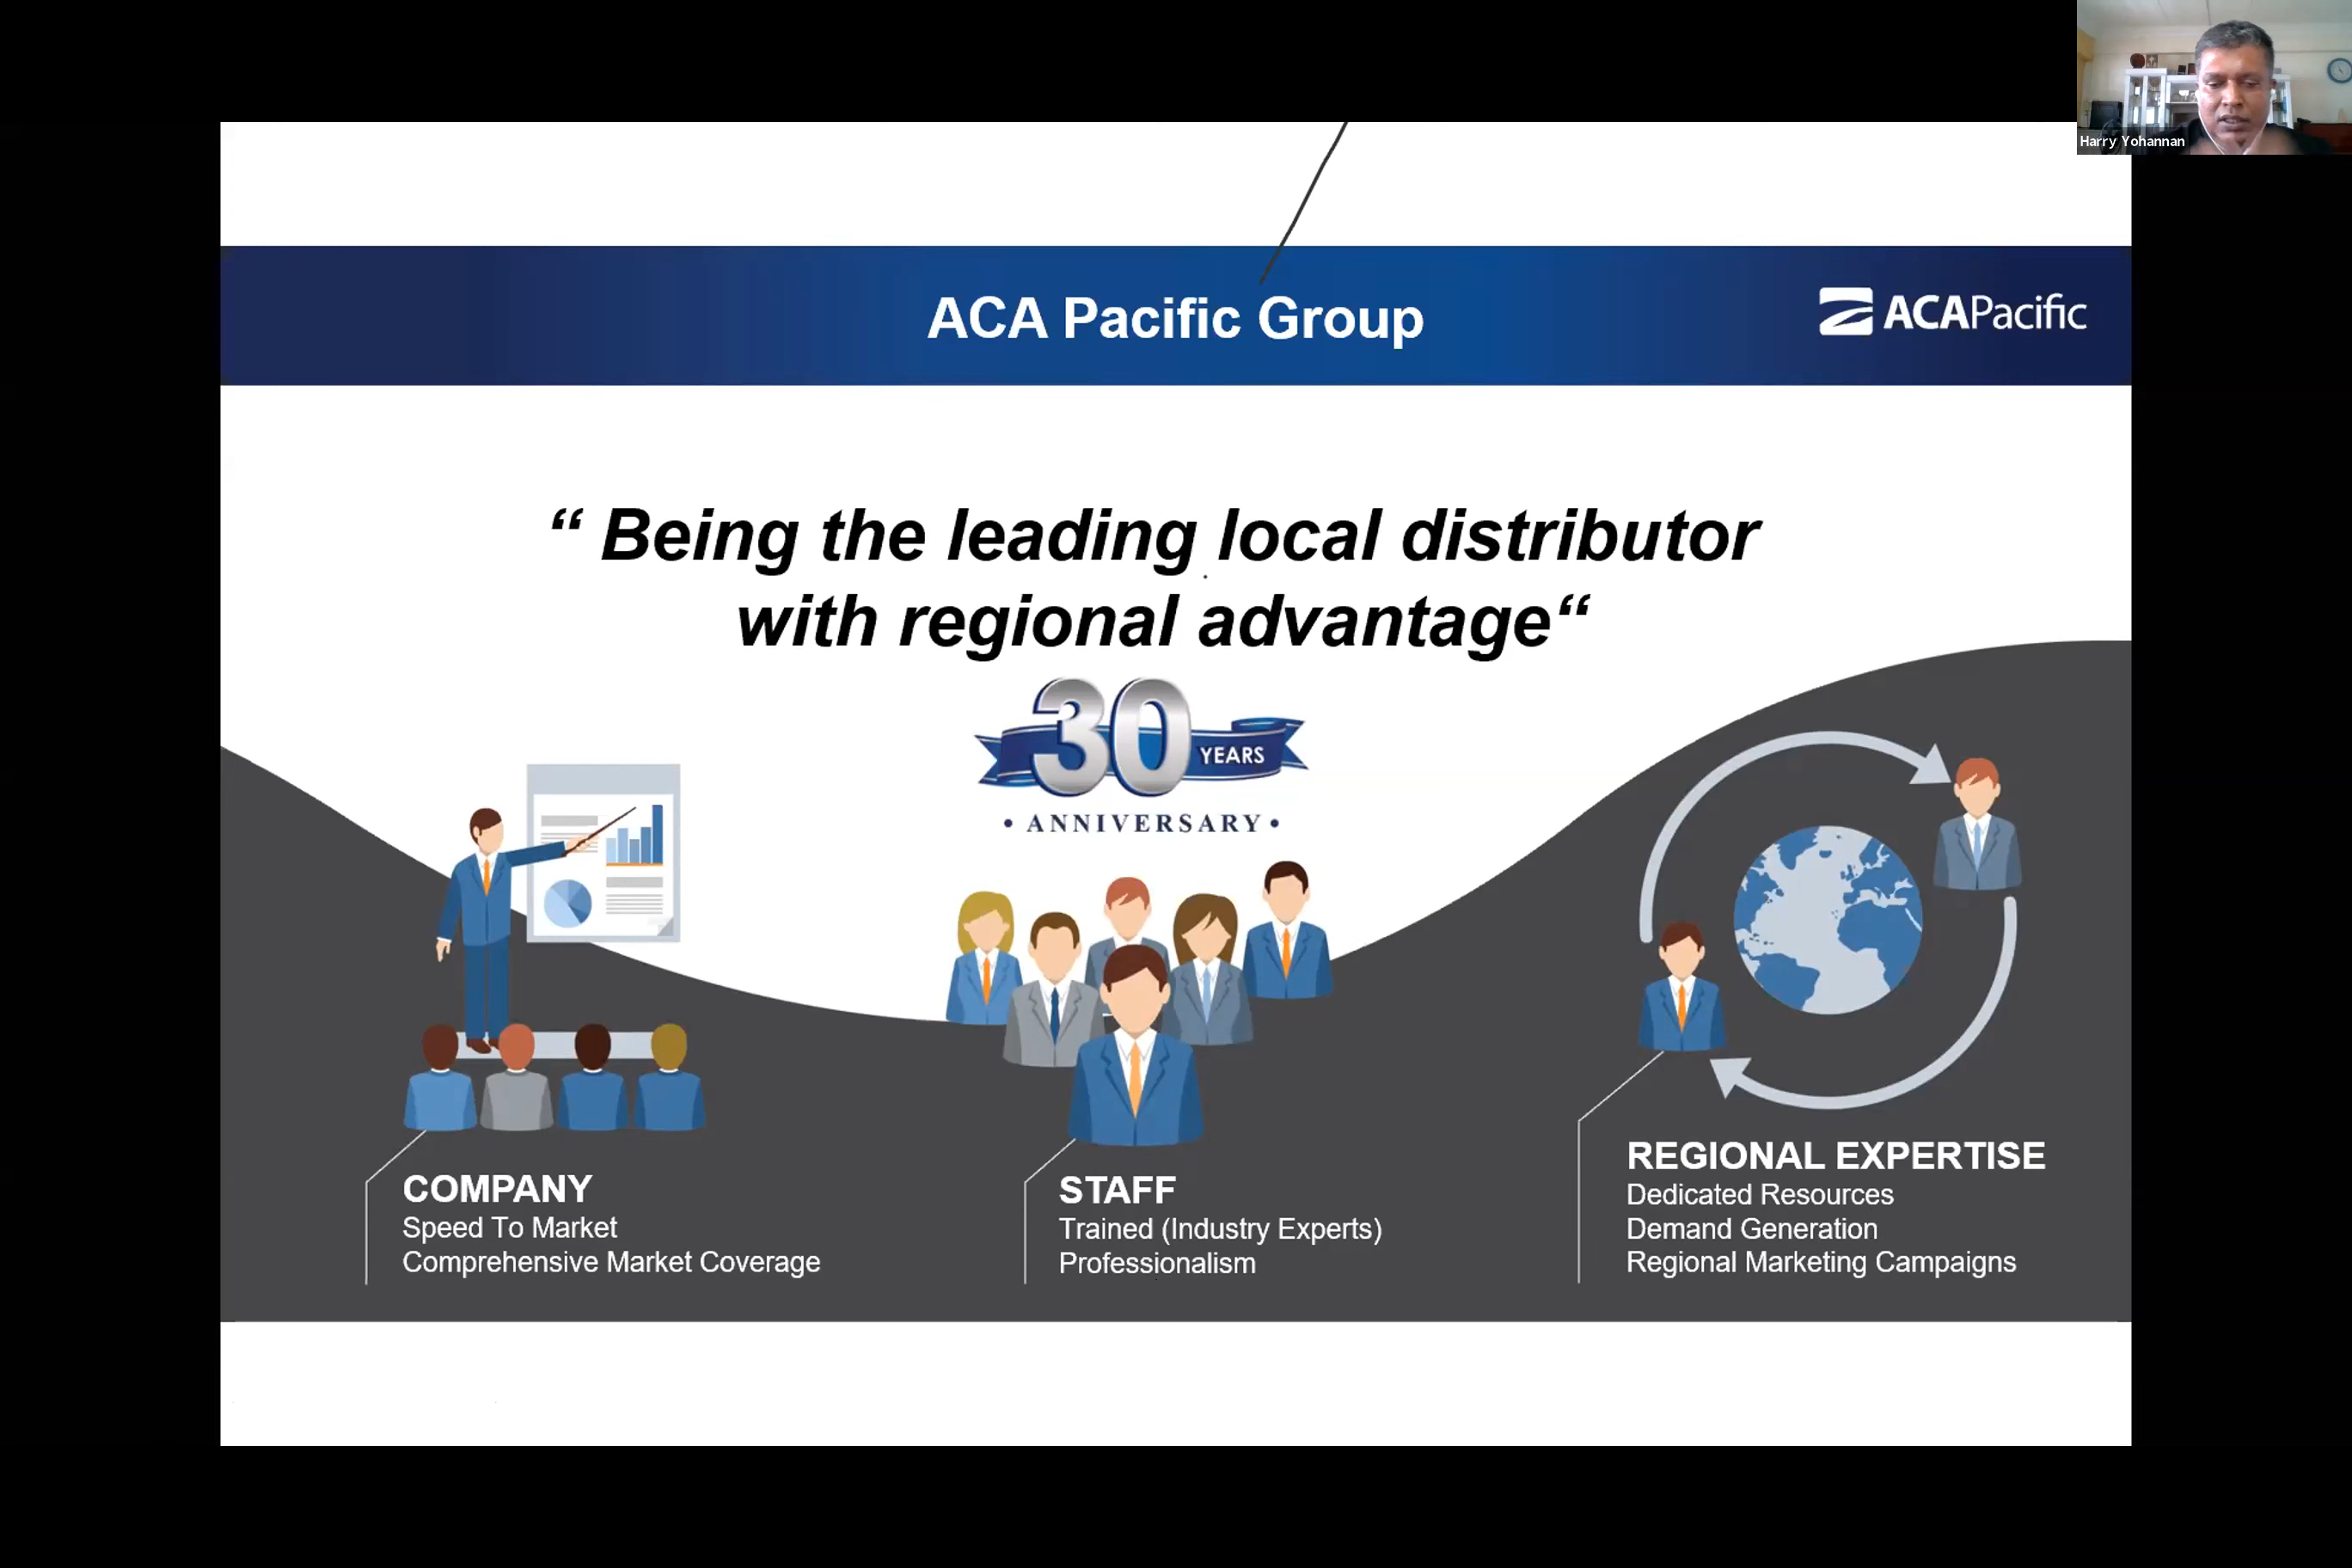 Harry Yohannan
ACA Pacific Group
ACAPacific
“ Being the leading local distributor
with regional advantage“
30
YEARS
• ANNIVERSARY •
COMPANY
Speed To Market
Comprehensive Market Coverage
STAFF
Trained (Industry Experts)
Professionalism
REGIONAL EXPERTISE
Dedicated Resources
Demand Generation
Regional Marketing Campaigns